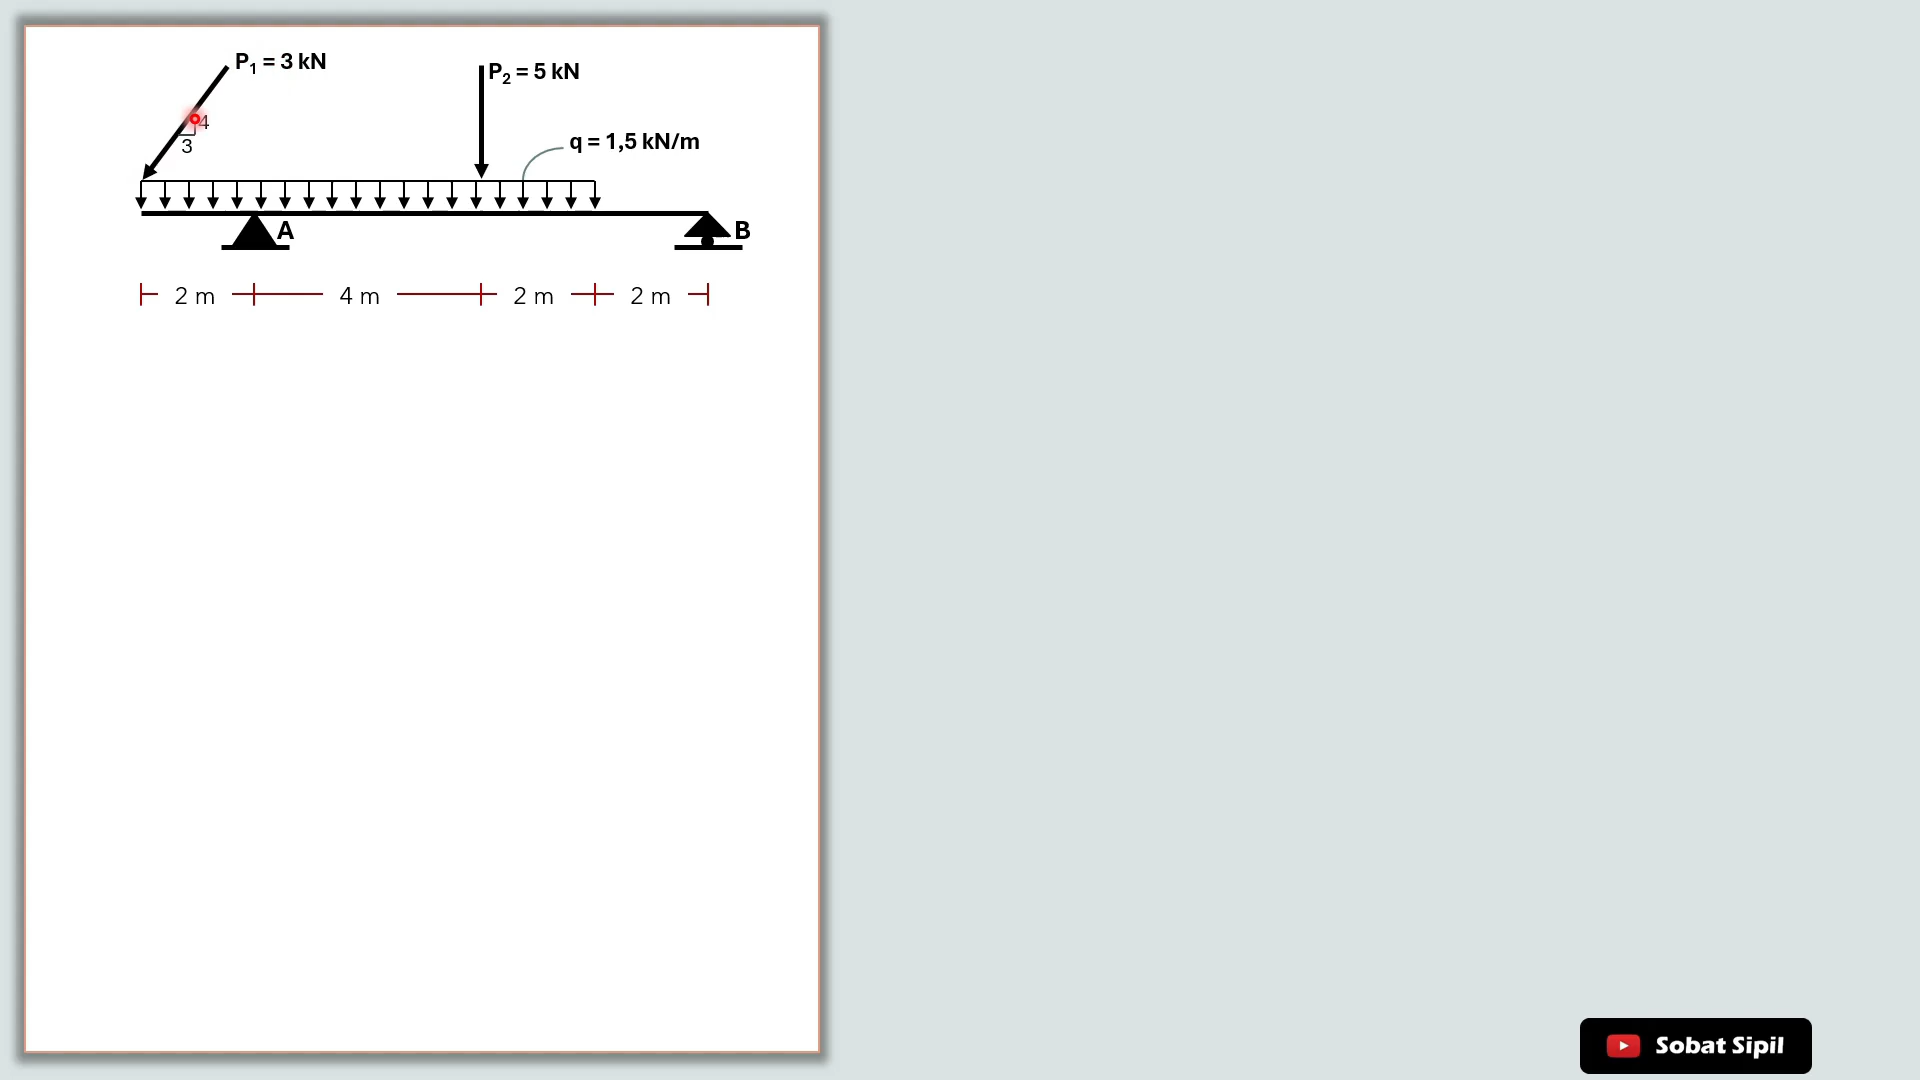 P₁ = 3 kN
P₂ = 5 kN
4
3
q = 1,5 kN/m
A
B
2 m
4 m
2 m
2 m
Sobat Sipil